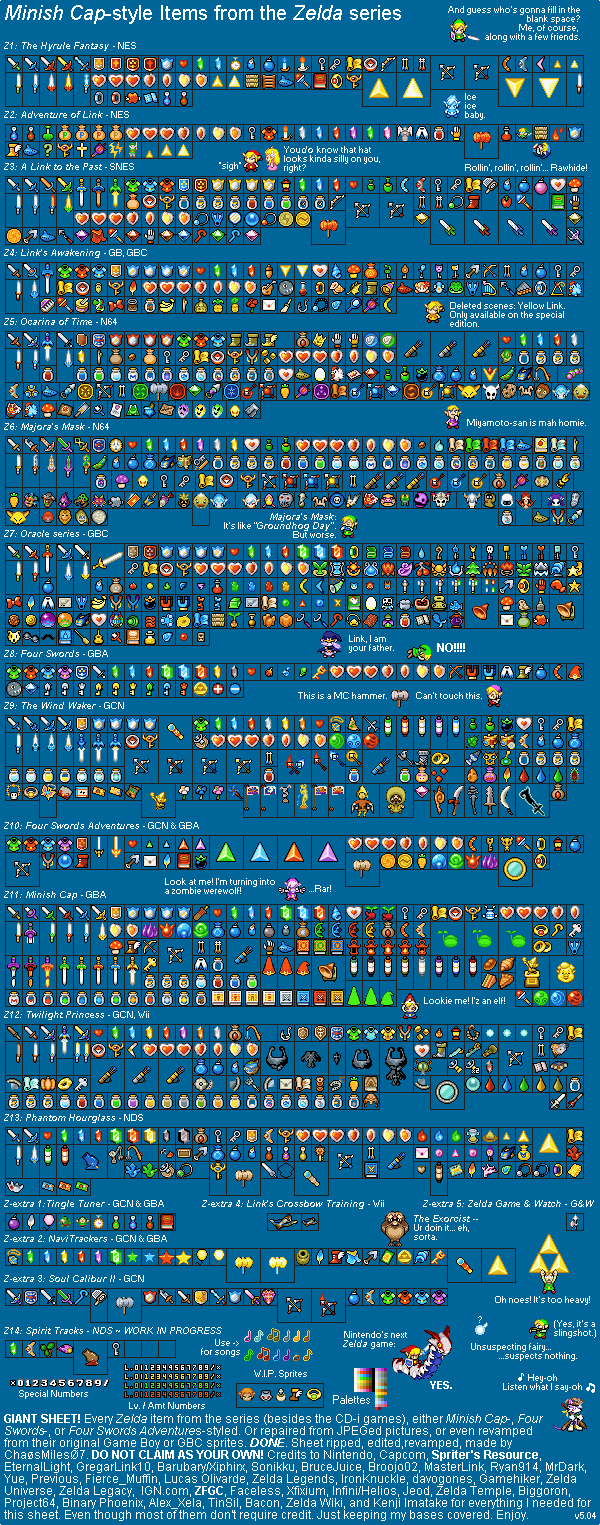 Minish Cap-style Items from the Zelda series
And guess who's gonna fill in the
blank space?
Me, of course,
along with a few friends.
Z1: The Hyrule Fantasy - NES
Ice
ice
baby.
Z2: Adventure of Link - NES
"sigh"
You do know that hat
looks kinda silly on you,
right?
Rollin', rollin', rollin'... Rawhide!
Z3: A Link to the Past - SNES
Z4: Link's Awakening - GB, GBC
Deleted scenes: Yellow Link.
Only available on the special
edition.
Z5: Ocarina of Time - N64
Miyamoto-san is mah homie.
Z6: Majora's Mask - N64
Majora's Mask:
It's like "Groundhog Day".
But worse.
Z7: Oracle series - GBC
Link, I am
your father.
NO!!!!
Z8: Four Swords - GBA
This is a MC hammer.
Can't touch this.
Z9: The Wind Waker - GCN
Z10: Four Swords Adventures - GCN & GBA
Look at me! I'm turning into
a zombie werewolf!
...Rar!
Z11: Minish Cap - GBA
Lookie me! I'z an elf!
Z12: Twilight Princess - GCN, Wii
Z13: Phantom Hourglass - NDS
Z-extra 1: Tingle Tuner - GCN & GBA
Z-extra 4: Link's Crossbow Training - Wii
Z-extra 5: Zelda Game & Watch - G&W
The Exorcist --
Ur doin it... eh,
sorta.
Z-extra 2: NaviTrackers - GCN & GBA
Z-extra 3: Soul Calibur II - GCN
Oh noes! It's too heavy!
Z14: Spirit Tracks - NDS ~ WORK IN PROGRESS
Use ->
for songs
Nintendo's next
Zelda game:
YES.
(Yes, it's a
slingshot.)
Unsuspecting fairy...
...suspects nothing.
W.I.P. Sprites
×0123456789/
Special Numbers
L.0123456789/×
L.0123456789/×
L.0123456789/×
Lv. / Amt Numbers
Palettes
♪ Hey-oh
Listen what I say-oh ♫
GIANT SHEET! Every Zelda item from the series (besides the CD-i games), either Minish Cap-, Four
Swords-, or Four Swords Adventures-styled. Or repaired from JPEGed pictures, or even revamped
from their original Game Boy or GBC sprites. DONE. Sheet ripped, edited,revamped, made by
ChaøsMiles07. DO NOT CLAIM AS YOUR OWN! Credits to Nintendo, Capcom, Spriter's Resource,
EternalLight, GregarLink10, Barubary/Xiphirx, Sonikku, BruceJuice, Broojo02, MasterLink, Ryan914, MrDark,
Yue, Previous, Fierce_Muffin, Lucas Olivarde, Zelda Legends, IronKnuckle, davogones, Gamehiker, Zelda
Universe, Zelda Legacy, IGN.com, ZFGC, Faceless, Xfixium, Infini/Helios, Jeod, Zelda Temple, Biggoron,
Project64, Binary Phoenix, Alex_Xela, TinSil, Bacon, Zelda Wiki, and Kenji Imatake for everything I needed for
this sheet. Even though most of them don't require credit. Just keeping my bases covered. Enjoy.
v5.04